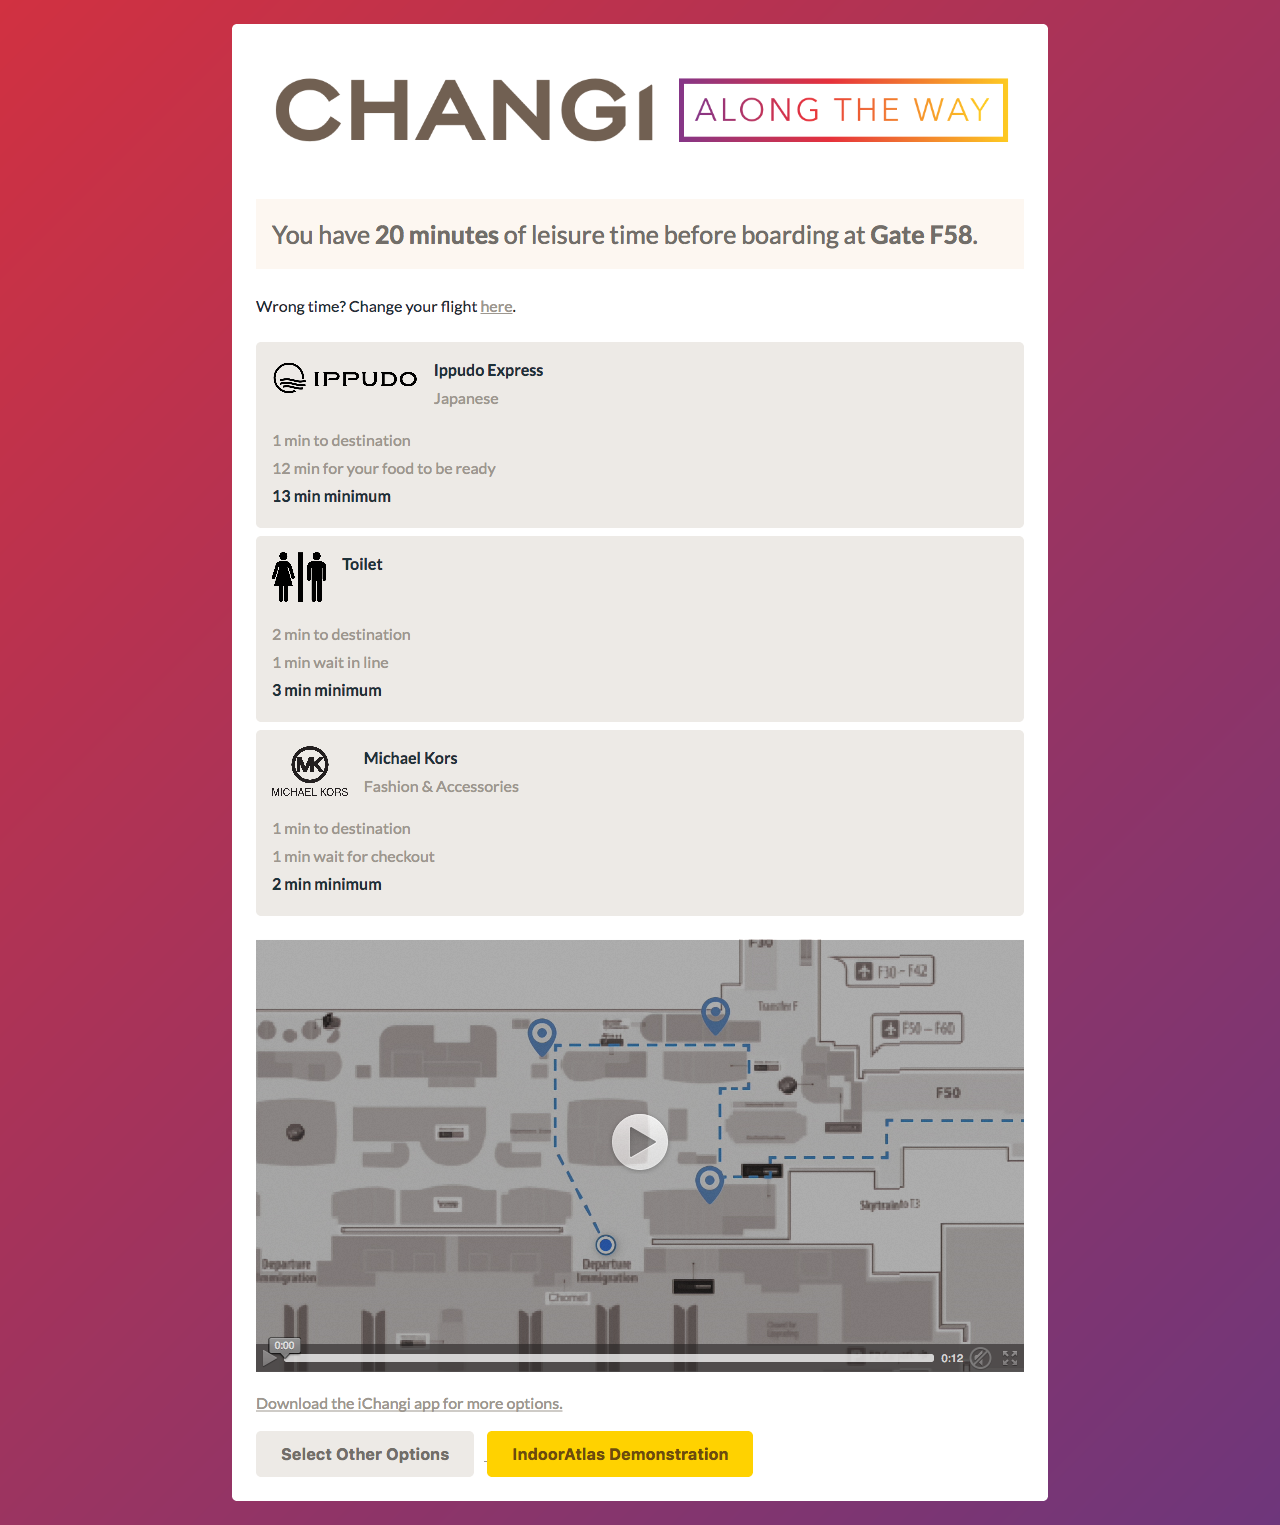 CHANGI ALONG THE WAY
You have 20 minutes of leisure time before boarding at Gate F58.
Wrong time? Change your flight here.
IPPUDO Ippudo Express
Japanese
1 min to destination
12 min for your food to be ready
13 min minimum
Toilet
2 min to destination
1 min wait in line
3 min minimum
MK Michael Kors
MICHAEL KORS Fashion & Accessories
1 min to destination
1 min wait for checkout
2 min minimum
F30
F30 – F42
Transfer F
F50 – F60
F50
Skytrain to T3
Departure Departure
Immigration Immigration
Chomel
Closed for
Upgrading
0:00
0:12
Download the iChangi app for more options.
Select Other Options IndoorAtlas Demonstration